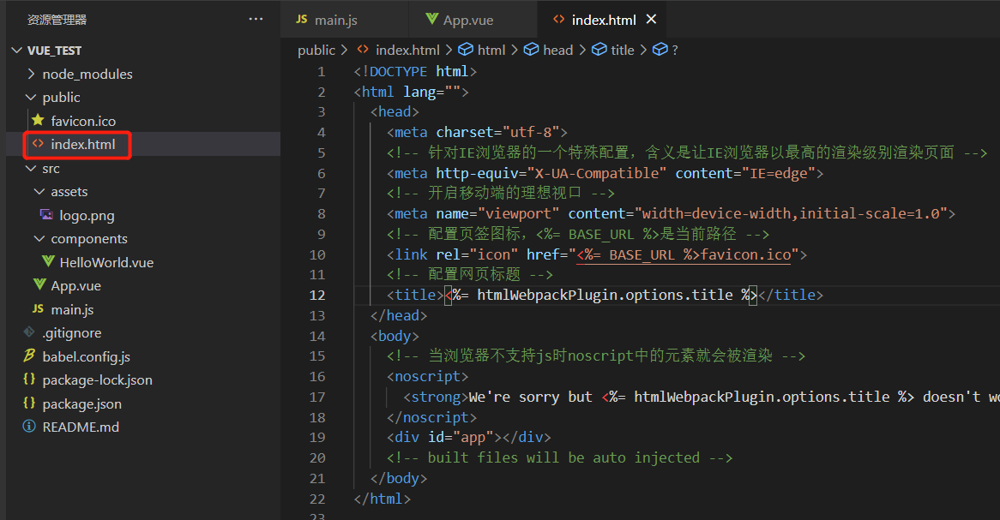 资源管理器 ···
VUE_TEST
node_modules
public
favicon.ico
index.html
src
assets
logo.png
components
HelloWorld.vue
App.vue
JS main.js
.gitignore
babel.config.js
{} package-lock.json
{} package.json
README.md
JS main.js App.vue <> index.html ×
public > <> index.html > html > head > title > ?
1 <!DOCTYPE html>
2 <html lang="">
3 <head>
4 <meta charset="utf-8">
5 <!-- 针对IE浏览器的一个特殊配置，含义是让IE浏览器以最高的渲染级别渲染页面 -->
6 <meta http-equiv="X-UA-Compatible" content="IE=edge">
7 <!-- 开启移动端的理想视口 -->
8 <meta name="viewport" content="width=device-width,initial-scale=1.0">
9 <!-- 配置页签图标，<%= BASE_URL %>是当前路径 -->
10 <link rel="icon" href="<%= BASE_URL %>favicon.ico">
11 <!-- 配置网页标题 -->
12 <title><%= htmlWebpackPlugin.options.title %></title>
13 </head>
14 <body>
15 <!-- 当浏览器不支持js时noscript中的元素就会被渲染 -->
16 <noscript>
17 <strong>We're sorry but <%= htmlWebpackPlugin.options.title %> doesn't
18 </noscript>
19 <div id="app"></div>
20 <!-- built files will be auto injected -->
21 </body>
22 </html>
23